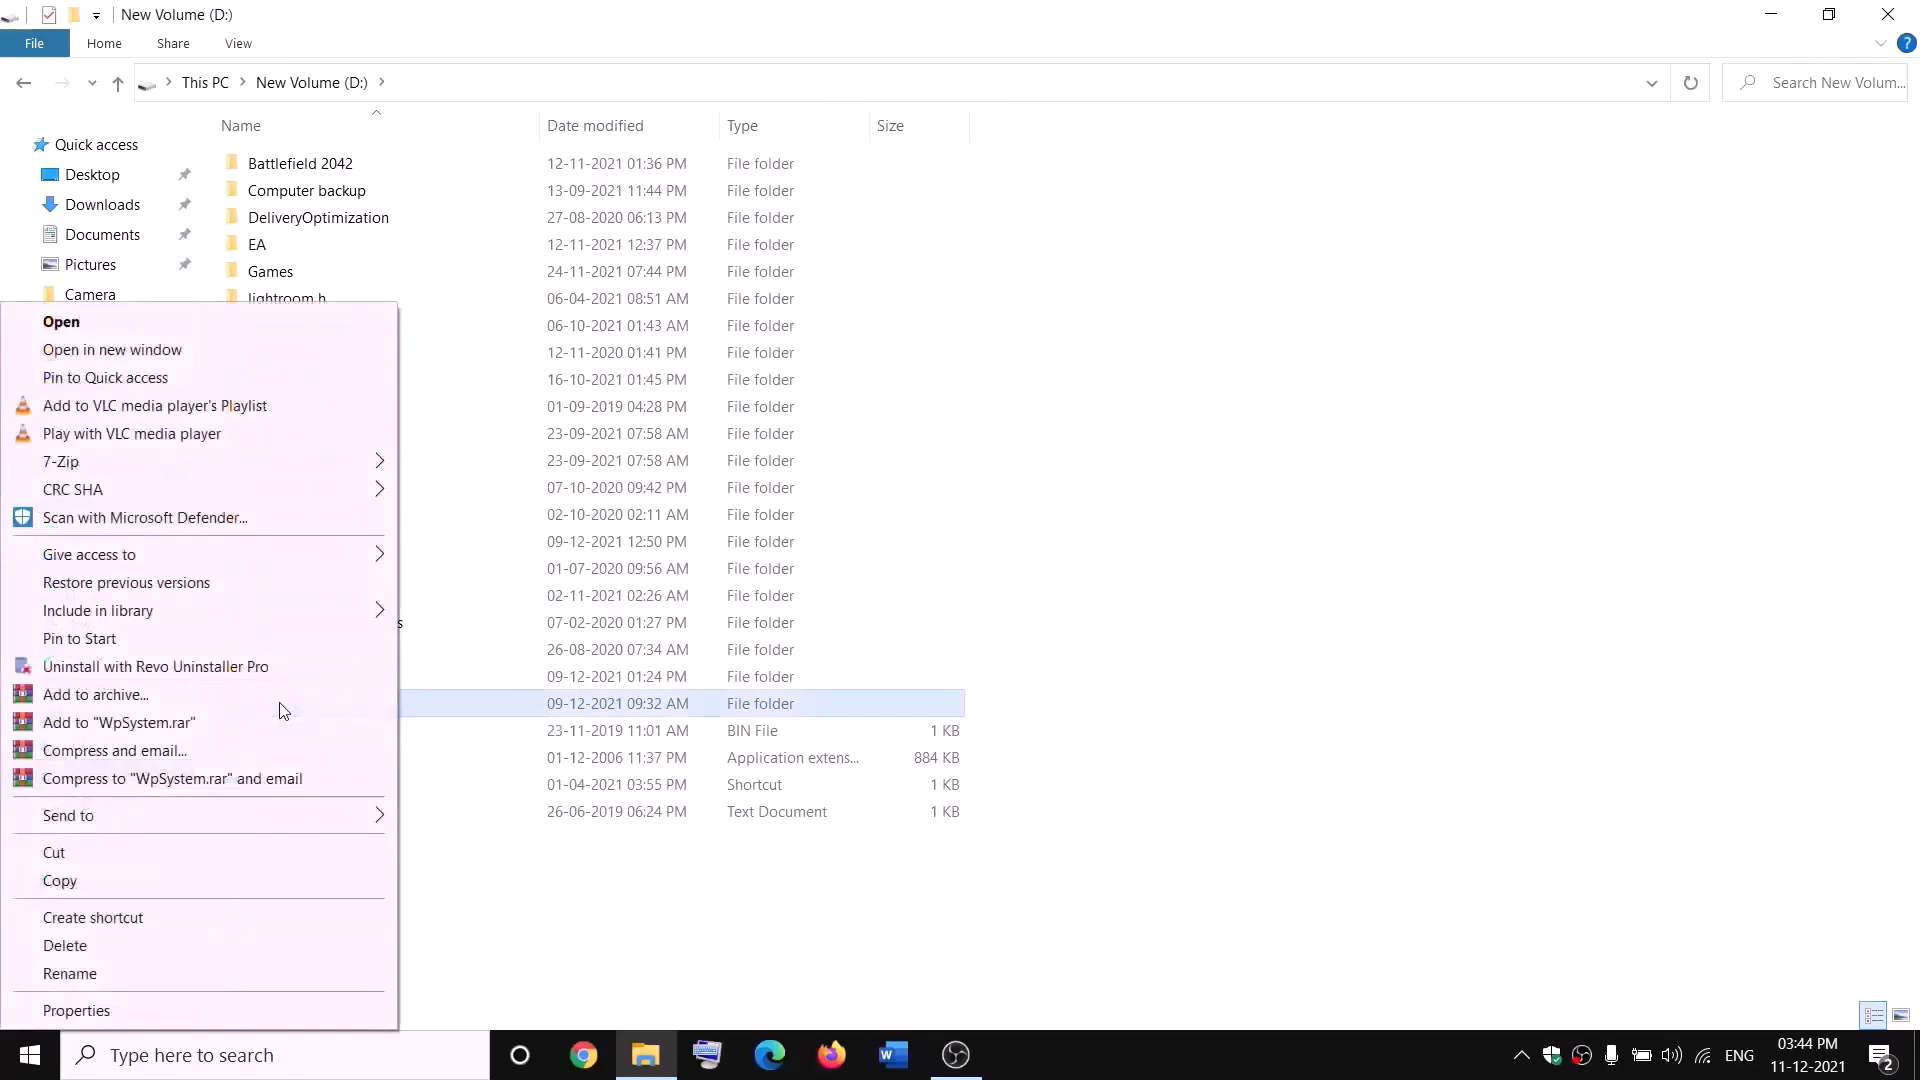 New Volume (D:)
File Home Share View
This PC New Volume (D:) Search New Volum...
Name Date modified Type Size
Quick access
Desktop
Downloads
Documents
Pictures
Camera
Battlefield 2042 12-11-2021 01:36 PM File folder
Computer backup 13-09-2021 11:44 PM File folder
DeliveryOptimization 27-08-2020 06:13 PM File folder
EA 12-11-2021 12:37 PM File folder
Games 24-11-2021 07:44 PM File folder
lightroom h 06-04-2021 08:51 AM File folder
06-10-2021 01:43 AM File folder
12-11-2020 01:41 PM File folder
16-10-2021 01:45 PM File folder
01-09-2019 04:28 PM File folder
23-09-2021 07:58 AM File folder
23-09-2021 07:58 AM File folder
07-10-2020 09:42 PM File folder
02-10-2020 02:11 AM File folder
09-12-2021 12:50 PM File folder
01-07-2020 09:56 AM File folder
02-11-2021 02:26 AM File folder
s 07-02-2020 01:27 PM File folder
26-08-2020 07:34 AM File folder
09-12-2021 01:24 PM File folder
09-12-2021 09:32 AM File folder
23-11-2019 11:01 AM BIN File 1 KB
01-12-2006 11:37 PM Application extens... 884 KB
01-04-2021 03:55 PM Shortcut 1 KB
26-06-2019 06:24 PM Text Document 1 KB
Open
Open in new window
Pin to Quick access
Add to VLC media player's Playlist
Play with VLC media player
7-Zip
CRC SHA
Scan with Microsoft Defender...
Give access to
Restore previous versions
Include in library
Pin to Start
Uninstall with Revo Uninstaller Pro
Add to archive...
Add to "WpSystem.rar"
Compress and email...
Compress to "WpSystem.rar" and email
Send to
Cut
Copy
Create shortcut
Delete
Rename
Properties
Type here to search
ENG
03:44 PM
11-12-2021
2